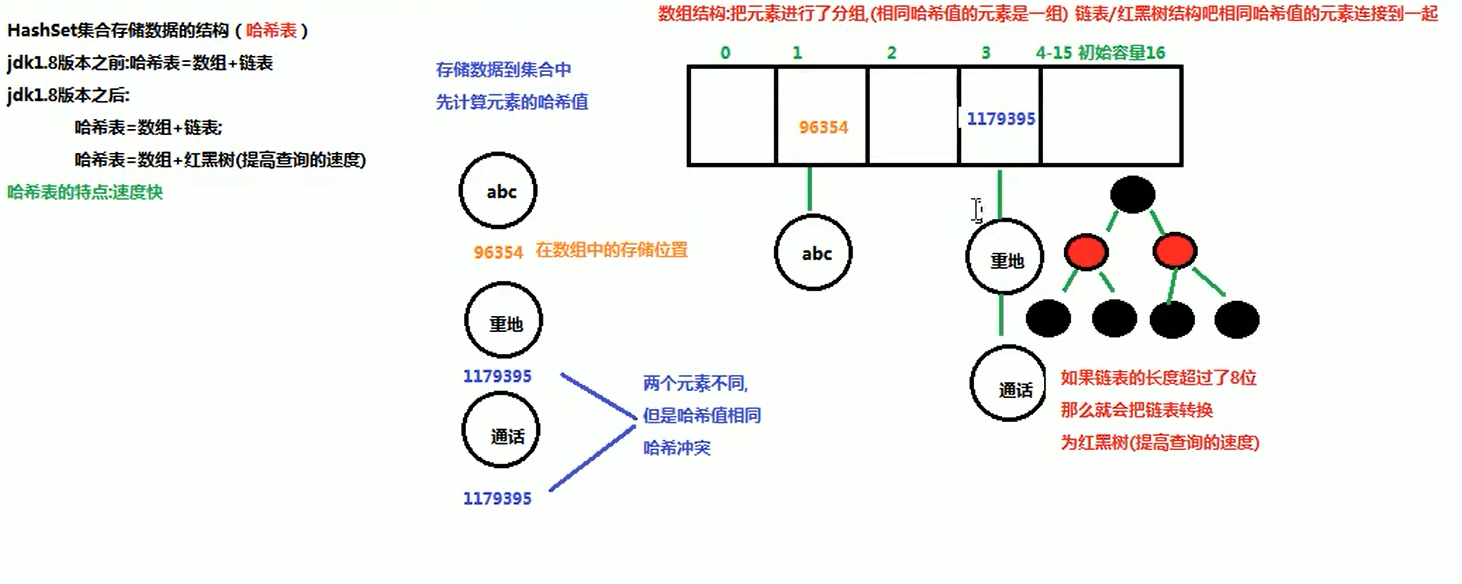 HashSet集合存储数据的结构（哈希表）
jdk1.8版本之前:哈希表=数组+链表
jdk1.8版本之后:
哈希表=数组+链表;
哈希表=数组+红黑树(提高查询的速度)
哈希表的特点:速度快
存储数据到集合中
先计算元素的哈希值
abc
96354 在数组中的存储位置
重地
1179395
通话
1179395
两个元素不同,
但是哈希值相同
哈希冲突
数组结构:把元素进行了分组,(相同哈希值的元素是一组) 链表/红黑树结构吧相同哈希值的元素连接到一起
0 1 2 3 4-15 初始容量16
96354 1179395
abc
重地
通话
如果链表的长度超过了8位
那么就会把链表转换
为红黑树(提高查询的速度)